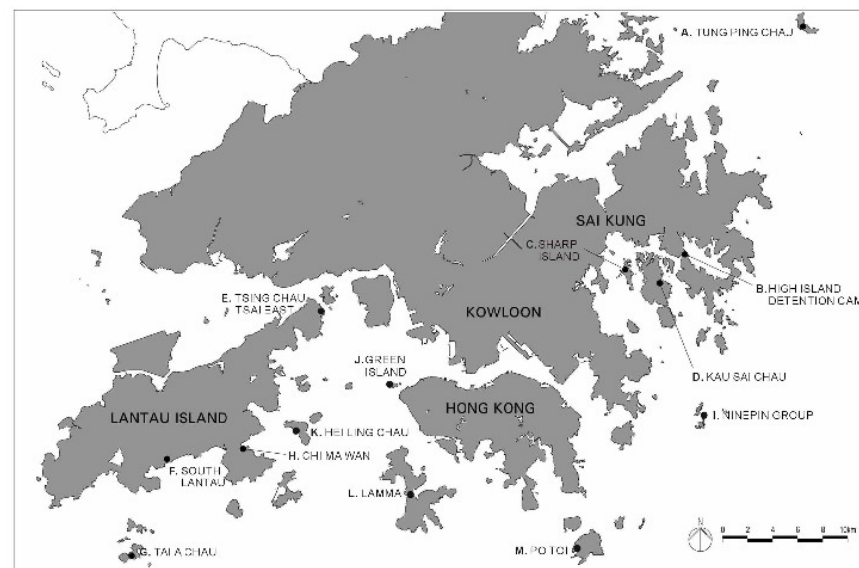 A. TUNG PING CHAU
SAI KUNG
C. SHARP
ISLAND
B. HIGH ISLAND
DETENTION CAM
E. TSING CHAU
TSAI EAST
KOWLOON
J. GREEN
ISLAND
D. KAU SAI CHAU
LANTAU ISLAND
HONG KONG
I. NINEPIN GROUP
K. HEI LING CHAU
H. CHI MA WAN
F. SOUTH
LANTAU
L. LAMMA
G. TAI A CHAU
M. PO TOI
N
0 2 4 6 8 10km